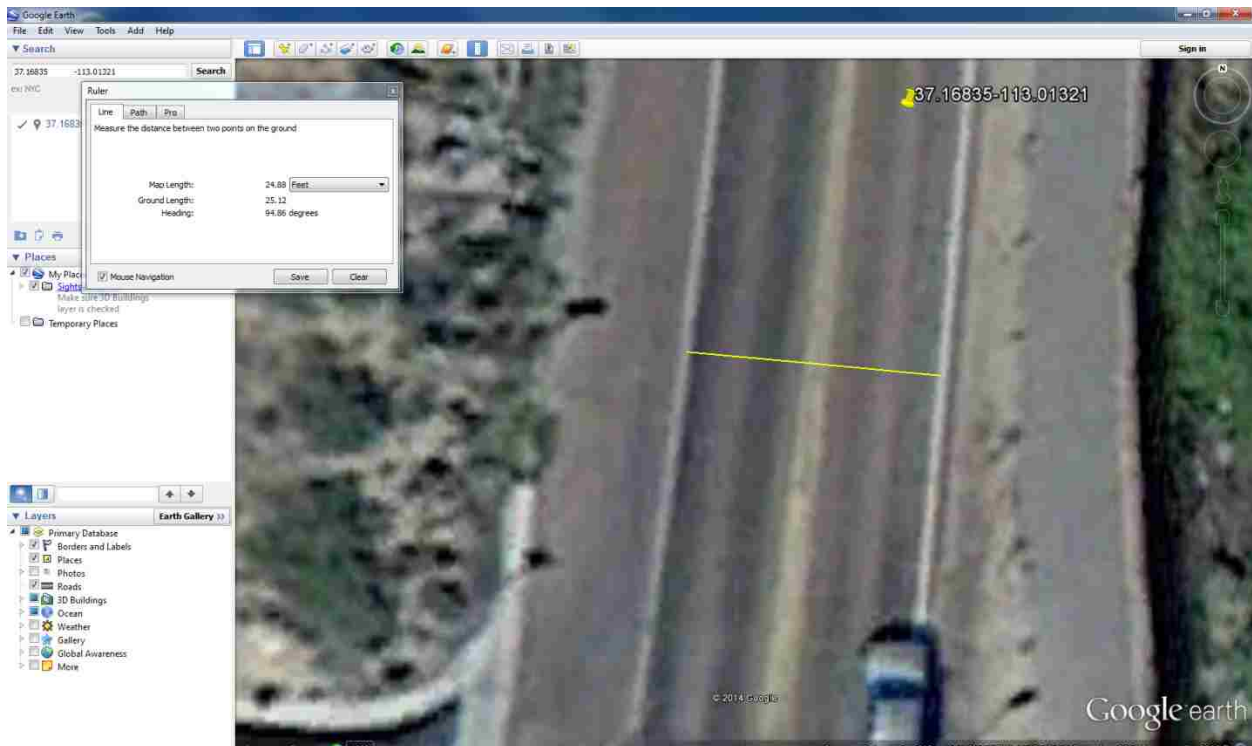 Google Earth
File Edit View Tools Add Help
▼ Search
Sign in
37.16835 -113.01321 Search
ex: NYC
37.1683
Ruler
Line Path Pro
Measure the distance between two points on the ground
Map Length: 24.88 Feet
Ground Length: 25.12
Heading: 94.86 degrees
Mouse Navigation Save Clear
37.16835-113.01321
N
▼ Places
My Place
Sights
Make sure 3D Buildings
layer is checked
Temporary Places
▼ Layers Earth Gallery >>
Primary Database
Borders and Labels
Places
Photos
Roads
3D Buildings
Ocean
Weather
Gallery
Global Awareness
More
© 2014 Google
Google earth